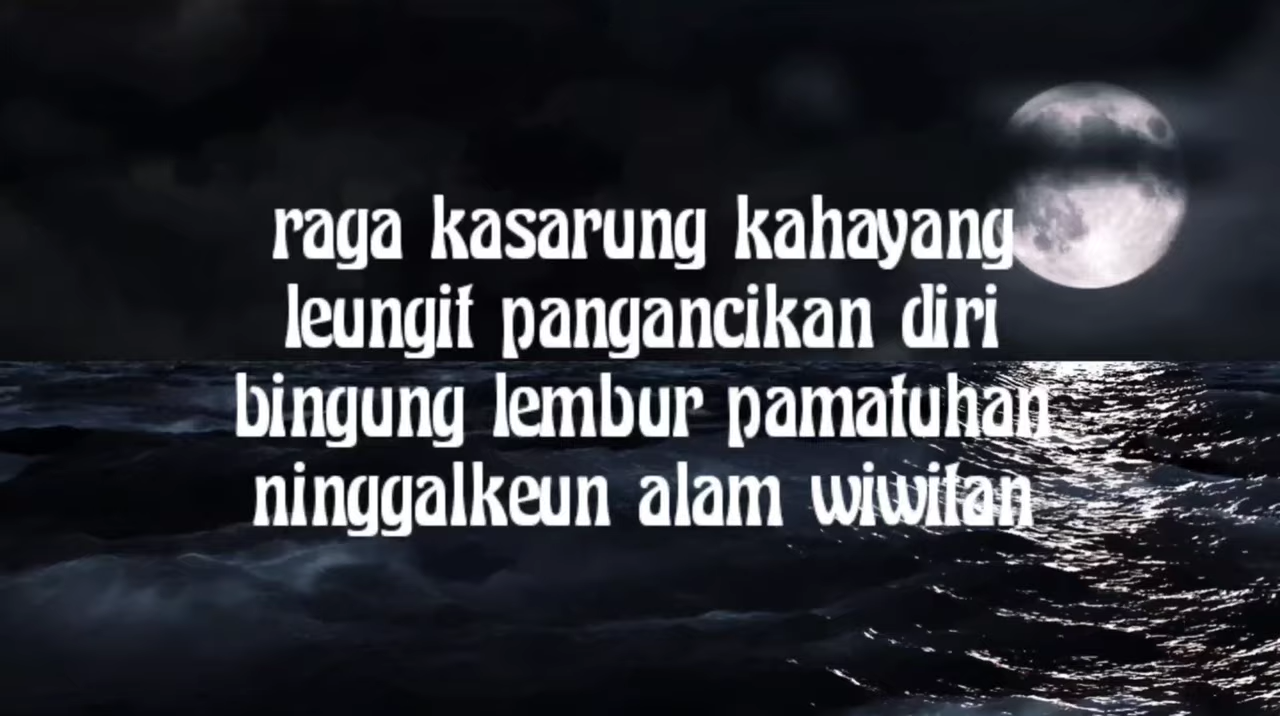 raga kasarung kahayang
leungit pangancikan diri
bingung lembur pamatuhan
ninggalkeun alam wiwitan